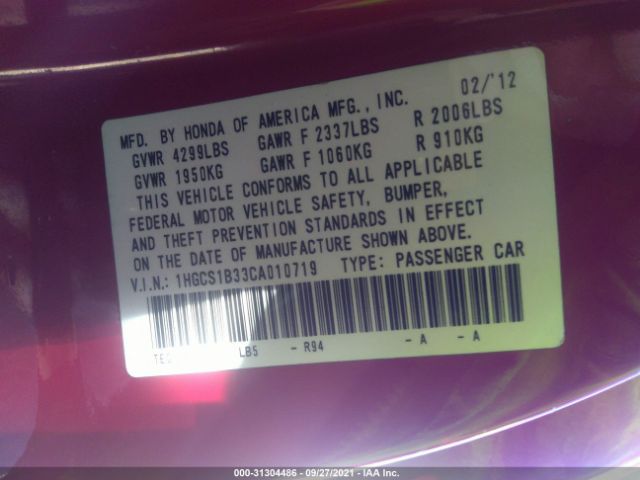 02/'12
MFD. BY HONDA OF AMERICA MFG., INC.
GVWR 4299LBS GAWR F 2337LBS R 2006LBS
GVWR 1950KG GAWR F 1060KG R 910KG
THIS VEHICLE CONFORMS TO ALL APPLICABLE
FEDERAL MOTOR VEHICLE SAFETY, BUMPER,
AND THEFT PREVENTION STANDARDS IN EFFECT
ON THE DATE OF MANUFACTURE SHOWN ABOVE.
V.I.N.: 1HGCS1B33CA010719 TYPE: PASSENGER CAR
LB5 - R94 - A - A
000-31304486 - 09/27/2021 - IAA Inc.